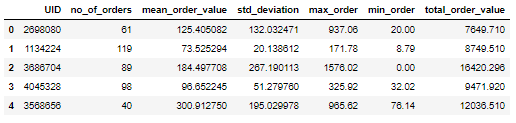 UID no_of_orders mean_order_value std_deviation max_order min_order total_order_value
0 2698080 61 125.405082 132.032471 937.06 20.00 7649.710
1 1134224 119 73.525294 20.138612 171.78 8.79 8749.510
2 3686704 89 184.497708 267.190113 1576.02 0.00 16420.296
3 4045328 98 96.652245 51.279760 325.92 32.02 9471.920
4 3568656 40 300.912750 195.029978 965.62 76.14 12036.510